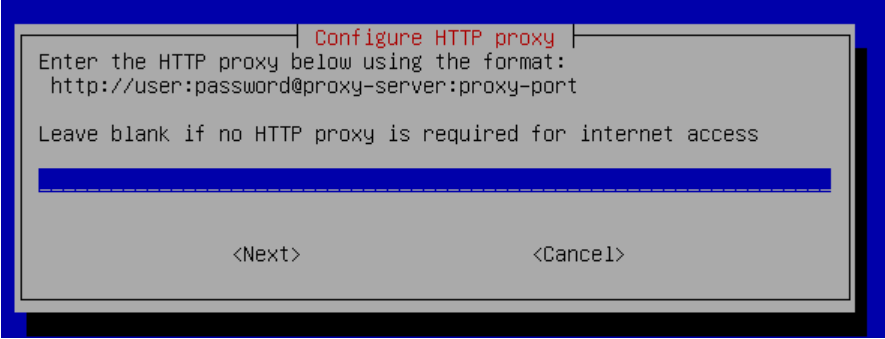 Configure HTTP proxy
Enter the HTTP proxy below using the format:
http://user:password@proxy-server:proxy-port
Leave blank if no HTTP proxy is required for internet access
<Next> <Cancel>